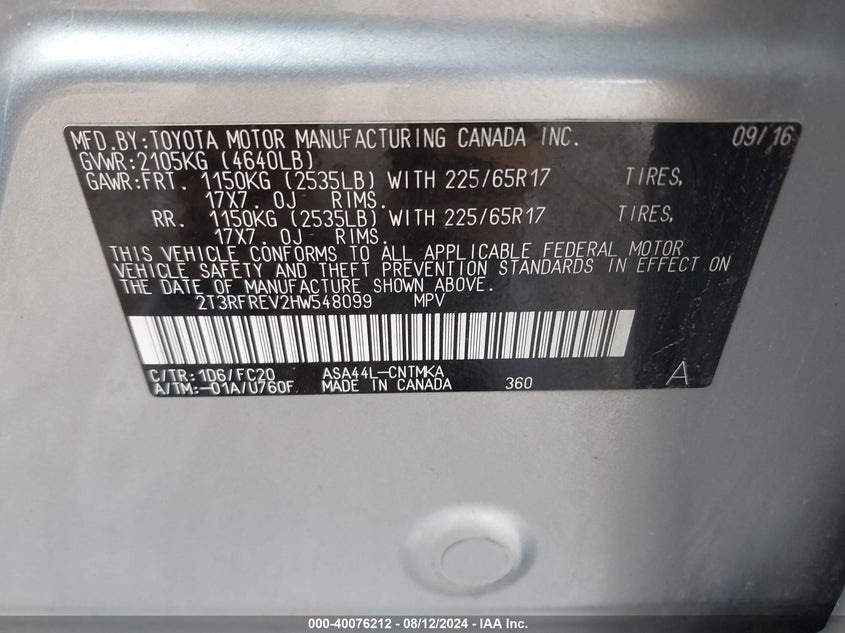 MFD.BY:TOYOTA MOTOR MANUFACTURING CANADA INC. 09/16
GVWR:2105KG (4640LB)
GAWR:FRT. 1150KG (2535LB) WITH 225/65R17 TIRES,
17X7. 0J RIMS.
RR. 1150KG (2535LB) WITH 225/65R17 TIRES,
17X7. 0J RIMS.
THIS VEHICLE CONFORMS TO ALL APPLICABLE FEDERAL MOTOR
VEHICLE SAFETY AND THEFT PREVENTION STANDARDS IN EFFECT ON
THE DATE OF MANUFACTURE SHOWN ABOVE.
2T3RFREV2HW548099 MPV
C/TR:1D6/FC20 ASA44L-CNTMKA
A/TM:-01A/U760F MADE IN CANADA 360 A
000-40076212 - 08/12/2024 - IAA Inc.